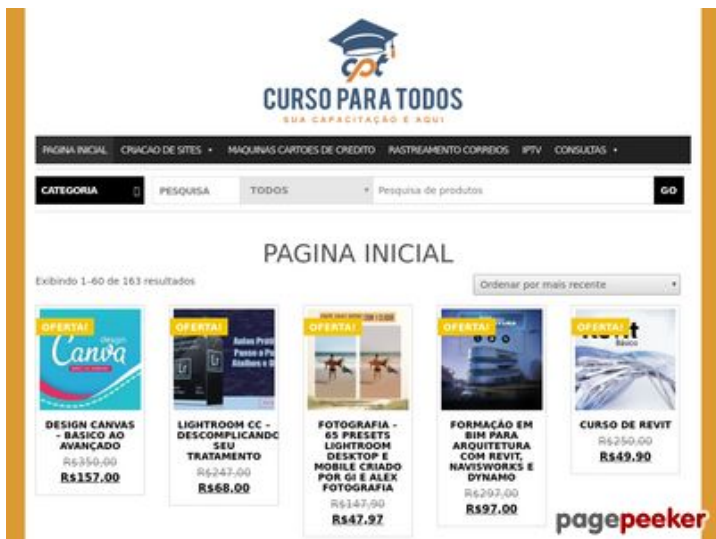 cpt
CURSO PARA TODOS
SUA CAPACITAÇÃO E AQUI
PAGINA INICIAL CRIACAO DE SITES MAQUINAS CARTOES DE CREDITO RASTREAMENTO CORREIOS IPTV CONSULTAS
CATEGORIA PESQUISA TODOS Pesquisa de produtos GO
PAGINA INICIAL
Exibindo 1–60 de 163 resultados
Ordenar por mais recente
OFERTA!
design
Canva
DESIGN CANVAS
– BASICO AO
AVANÇADO
R$350,00
R$157,00
OFERTA!
Lr
Lr
LIGHTROOM CC –
DESCOMPLICANDO
SEU
TRATAMENTO
R$247,00
R$68,00
OFERTA!
FOTOGRAFIA –
65 PRESETS
LIGHTROOM
DESKTOP E
MOBILE CRIADO
POR GI E ALEX
FOTOGRAFIA
R$147,90
R$47,97
OFERTA!
FORMAÇÃO EM
BIM PARA
ARQUITETURA
COM REVIT,
NAVISWORKS E
DYNAMO
R$297,00
R$97,00
OFERTA!
Básico
CURSO DE REVIT
R$250,00
R$49,90
pagepeeker